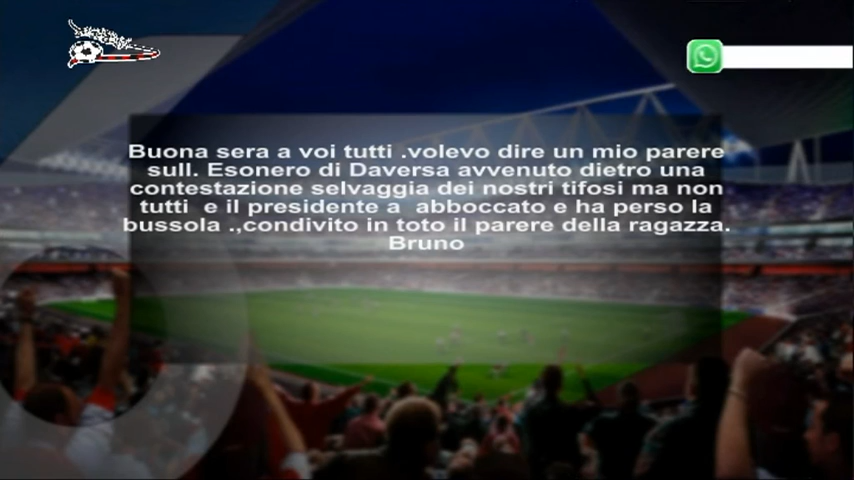 Buona sera a voi tutti .volevo dire un mio parere
sull. Esonero di Daversa avvenuto dietro una
contestazione selvaggia dei nostri tifosi ma non
tutti e il presidente a abboccato e ha perso la
bussola .,condivito in toto il parere della ragazza.
Bruno